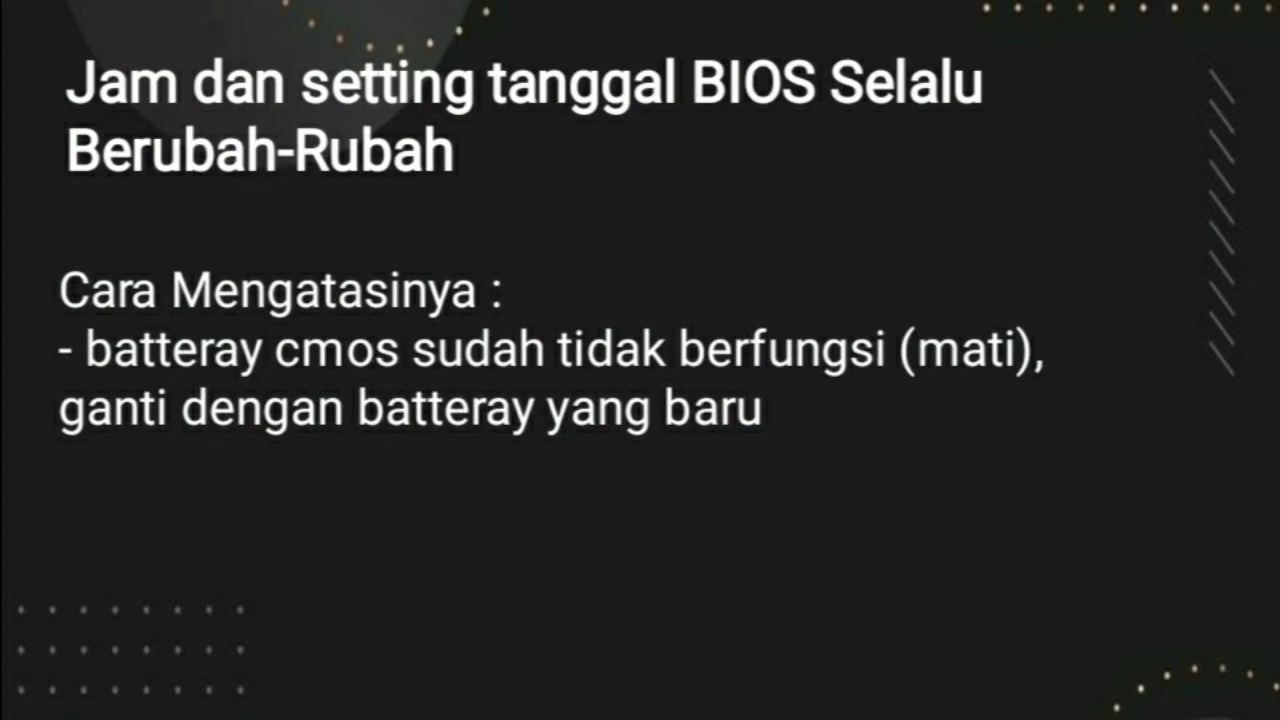 Jam dan setting tanggal BIOS Selalu
Berubah-Rubah
Cara Mengatasinya :
- batteray cmos sudah tidak berfungsi (mati),
ganti dengan batteray yang baru